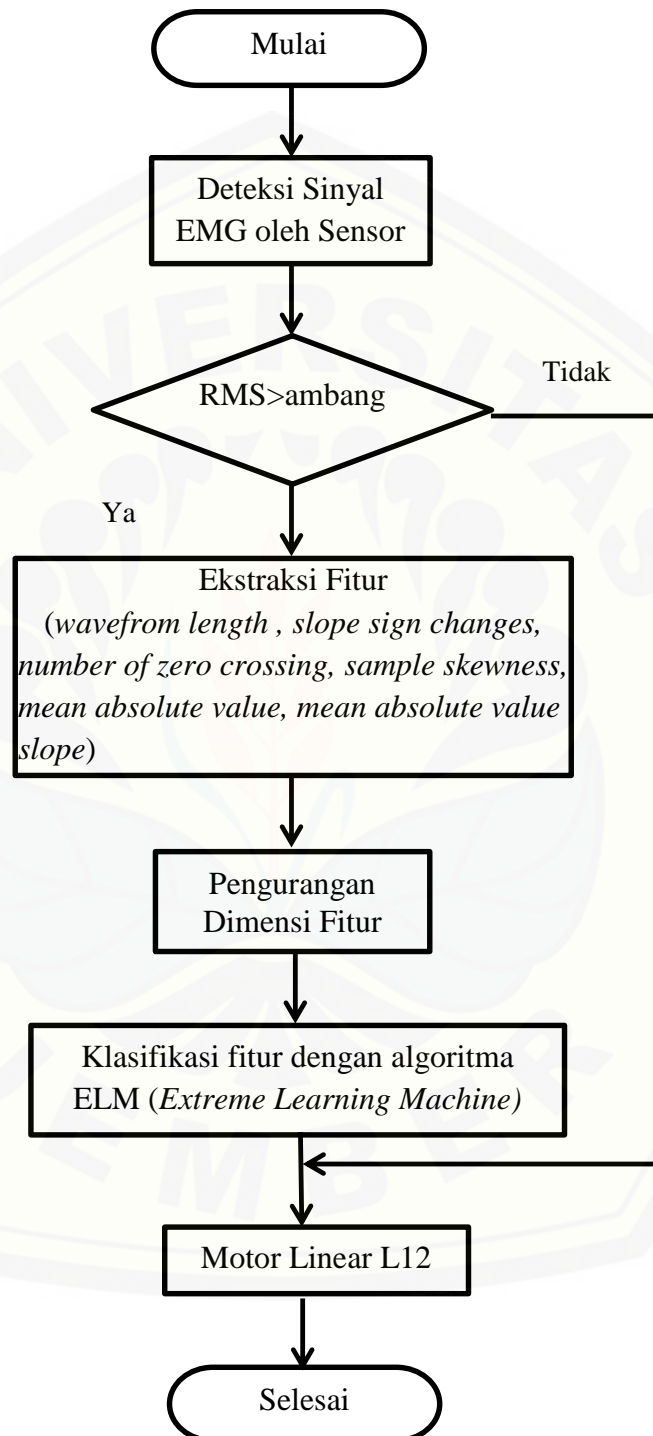 Mulai
Deteksi Sinyal
EMG oleh Sensor
RMS>ambang
Tidak
Ya
Ekstraksi Fitur
(wavefrom length , slope sign changes,
number of zero crossing, sample skewness,
mean absolute value, mean absolute value
slope)
Pengurangan
Dimensi Fitur
Klasifikasi fitur dengan algoritma
ELM (Extreme Learning Machine)
Motor Linear L12
Selesai
UNIVERSITAS
JEMBER